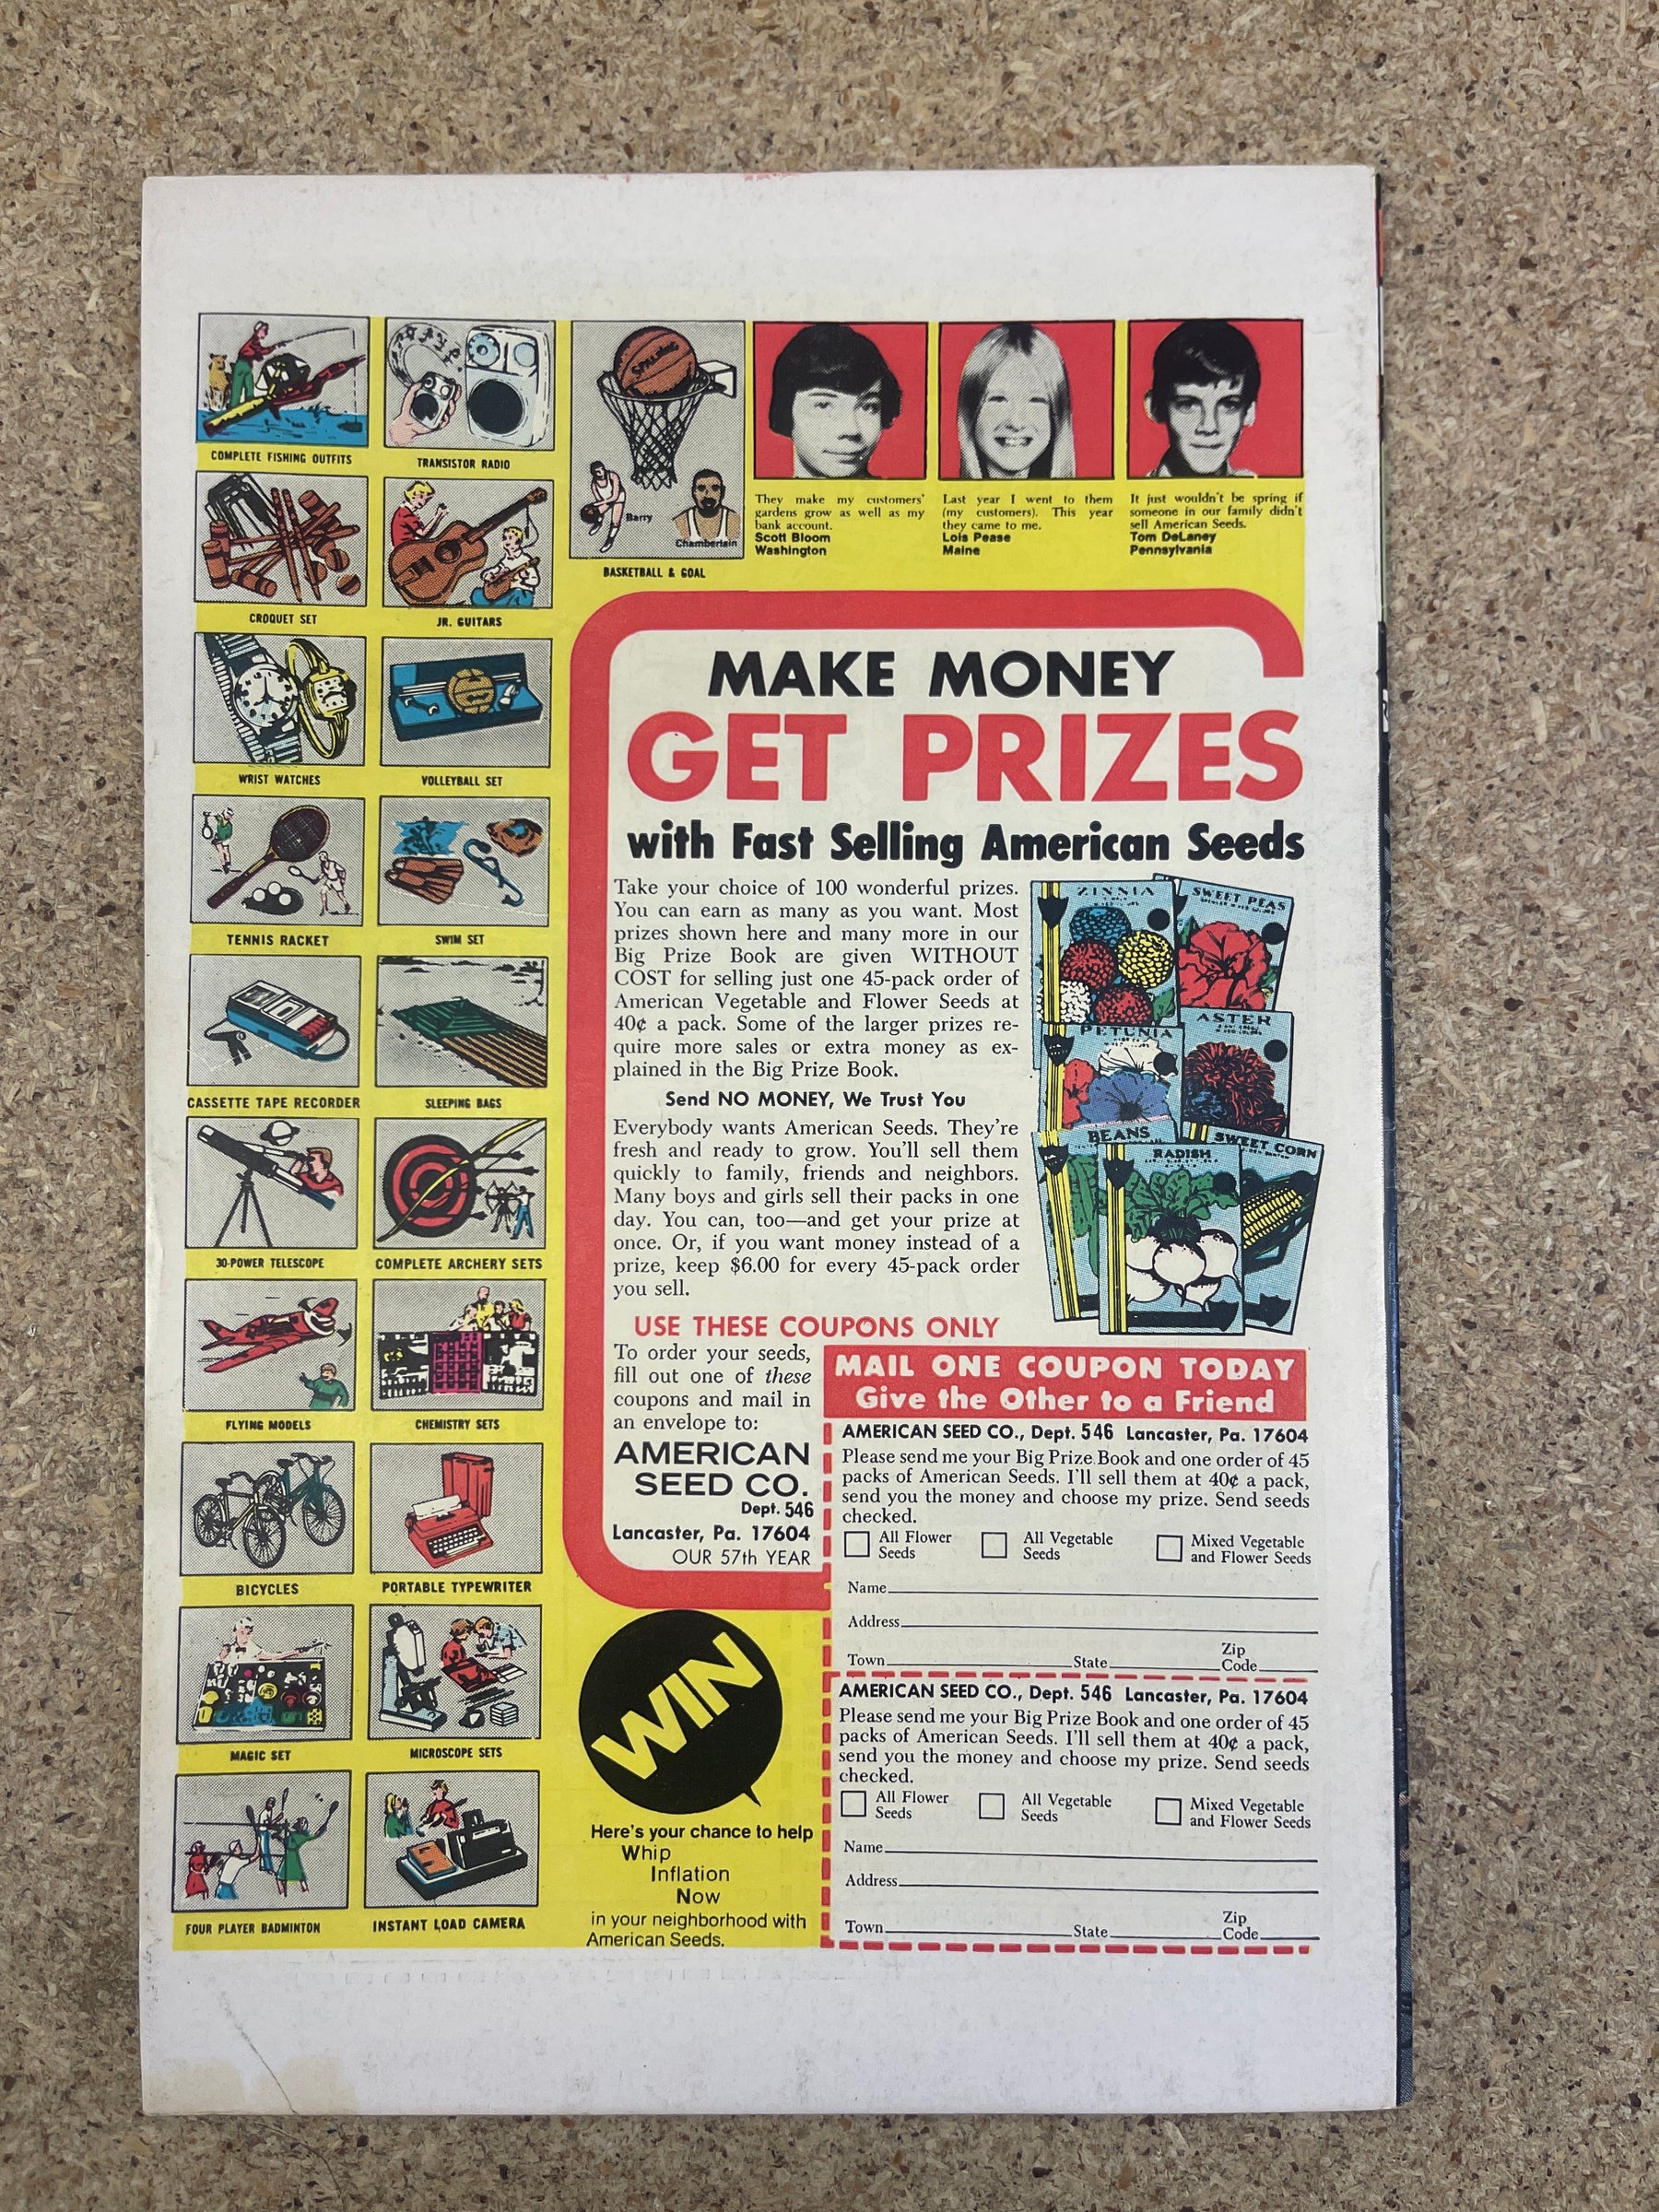 COMPLETE FISHING OUTFITS
TRANSISTOR RADIO
SPALDING
Barry
Chamberlain
BASKETBALL & GOAL
They make my customers'
gardens grow as well as my
bank account.
Scott Bloom
Washington
Last year I went to them
(my customers). This year
they came to me.
Lois Pease
Maine
It just wouldn't be spring if
someone in our family didn't
sell American Seeds.
Tom DeLaney
Pennsylvania
CROQUET SET
JR. GUITARS
WRIST WATCHES
VOLLEYBALL SET
TENNIS RACKET
SWIM SET
CASSETTE TAPE RECORDER
SLEEPING BAGS
30-POWER TELESCOPE
COMPLETE ARCHERY SETS
FLYING MODELS
CHEMISTRY SETS
BICYCLES
PORTABLE TYPEWRITER
MAGIC SET
MICROSCOPE SETS
FOUR PLAYER BADMINTON
INSTANT LOAD CAMERA
MAKE MONEY
GET PRIZES
with Fast Selling American Seeds
Take your choice of 100 wonderful prizes.
You can earn as many as you want. Most
prizes shown here and many more in our
Big Prize Book are given WITHOUT
COST for selling just one 45-pack order of
American Vegetable and Flower Seeds at
40¢ a pack. Some of the larger prizes re-
quire more sales or extra money as ex-
plained in the Big Prize Book.
Send NO MONEY, We Trust You
Everybody wants American Seeds. They're
fresh and ready to grow. You'll sell them
quickly to family, friends and neighbors.
Many boys and girls sell their packs in one
day. You can, too—and get your prize at
once. Or, if you want money instead of a
prize, keep $6.00 for every 45-pack order
you sell.
ZINNIA
SWEET PEAS
PETUNIA
ASTER
BEANS
RADISH
SWEET CORN
USE THESE COUPONS ONLY
To order your seeds,
fill out one of these
coupons and mail in
an envelope to:
AMERICAN
SEED CO.
Dept. 546
Lancaster, Pa. 17604
OUR 57th YEAR
MAIL ONE COUPON TODAY
Give the Other to a Friend
AMERICAN SEED CO., Dept. 546 Lancaster, Pa. 17604
Please send me your Big Prize Book and one order of 45
packs of American Seeds. I'll sell them at 40¢ a pack,
send you the money and choose my prize. Send seeds
checked.
All Flower Seeds
All Vegetable Seeds
Mixed Vegetable and Flower Seeds
Name
Address
Town State Zip Code
AMERICAN SEED CO., Dept. 546 Lancaster, Pa. 17604
Please send me your Big Prize Book and one order of 45
packs of American Seeds. I'll sell them at 40¢ a pack,
send you the money and choose my prize. Send seeds
checked.
All Flower Seeds
All Vegetable Seeds
Mixed Vegetable and Flower Seeds
Name
Address
Town State Zip Code
WIN
Here's your chance to help
Whip
Inflation
Now
in your neighborhood with
American Seeds.